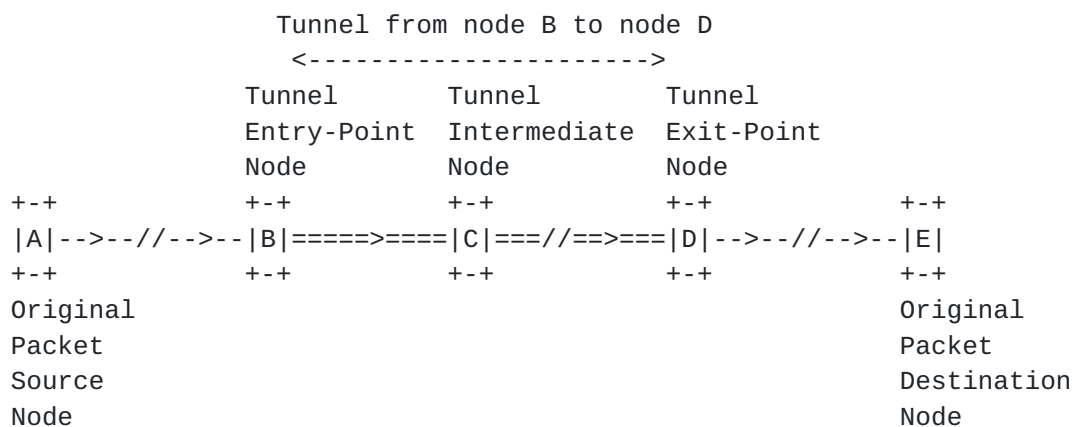 Tunnel from node B to node D
                  <---------------------->
               Tunnel       Tunnel        Tunnel
               Entry-Point  Intermediate  Exit-Point
               Node         Node          Node
+-+            +-+          +-+           +-+            +-+
|A|-->--//-->--|B|=====>====|C|===//==>===|D|-->--//-->--|E|
+-+            +-+          +-+           +-+            +-+
Original                                                 Original
Packet                                                   Packet
Source                                                   Destination
Node                                                     Node